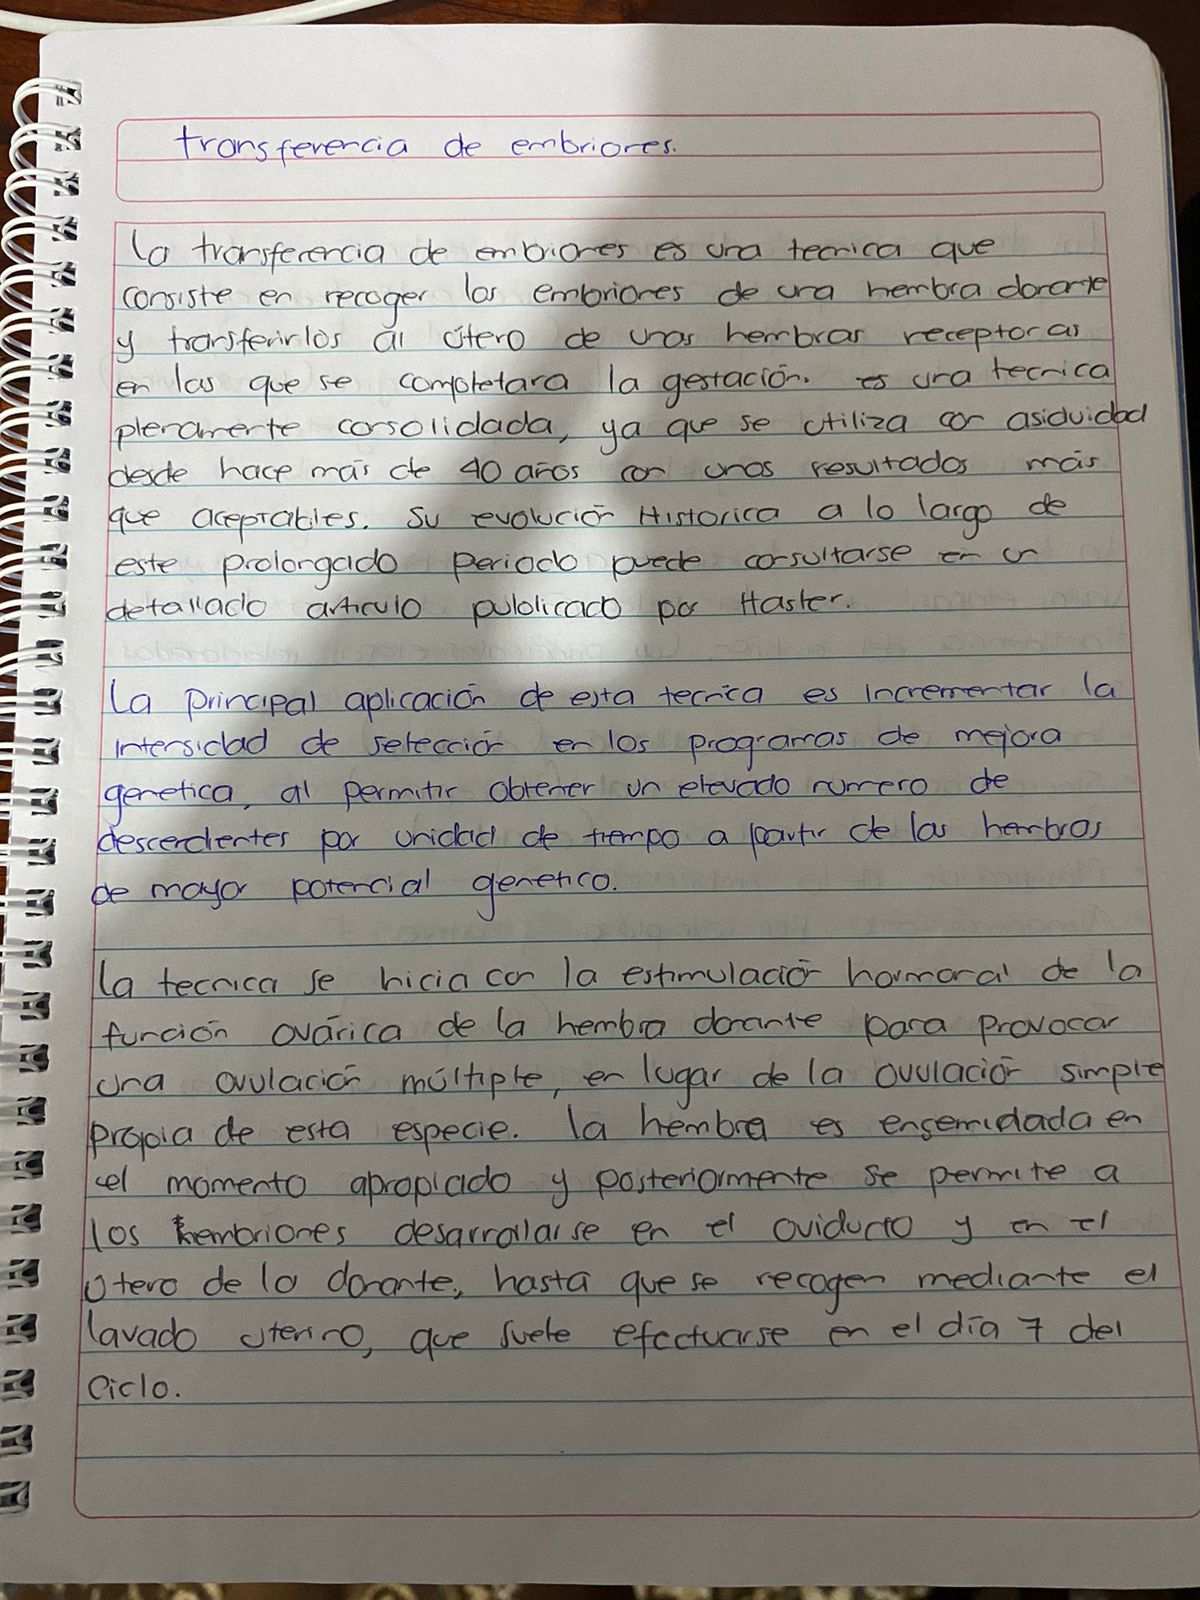 transferencia de embriones.
La transferencia de embriones es una tecnica que
consiste en recoger los embriones de una hembra donante
y transferirlos al útero de unas hembras receptoras
en las que se completara la gestación. es una tecnica
plenamente consolidada, ya que se utiliza con asiduidad
desde hace más de 40 años con unos resultados más
que aceptables. Su evolución Historica a lo largo de
este prolongado periodo puede consultarse en un
detallado articulo publicado por Hasler.
La principal aplicación de esta tecnica es incrementar la
intensidad de selección en los programas de mejora
genetica, al permitir obtener un elevado numero de
descendientes por unidad de tiempo a partir de las hembras
de mayor potencial genetico.
La tecnica se inicia con la estimulación hormonal de la
función ovárica de la hembra donante para provocar
una ovulación múltiple, en lugar de la ovulación simple
propia de esta especie. la hembra es ensemidada en
el momento apropiado y posteriormente se permite a
los embriones desarrollarse en el oviducto y en el
utero de la donante, hasta que se recogen mediante el
lavado uterino, que suele efectuarse en el día 7 del
ciclo.